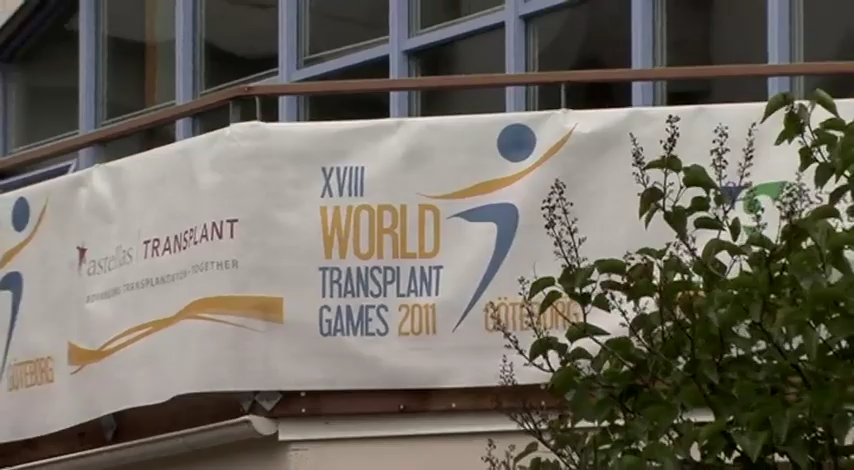 GÖTEBORG
astellas TRANSPLANT
ADVANCING TRANSPLANTATION TOGETHER
XVIII
WORLD
TRANSPLANT
GAMES 2011
GÖTEBORG